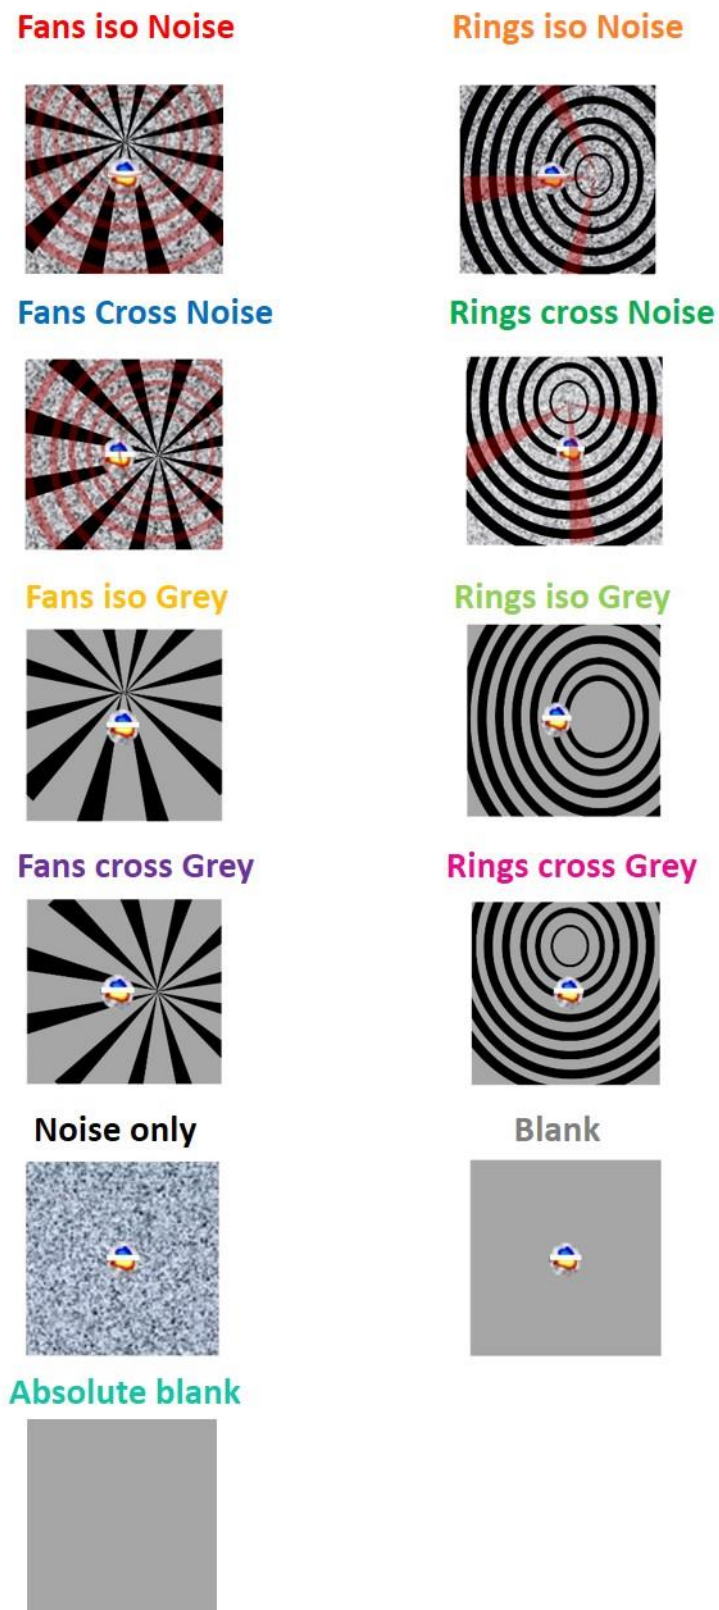 Fans iso Noise
Rings iso Noise
Fans Cross Noise
Rings cross Noise
Fans iso Grey
Rings iso Grey
Fans cross Grey
Rings cross Grey
Noise only
Blank
Absolute blank